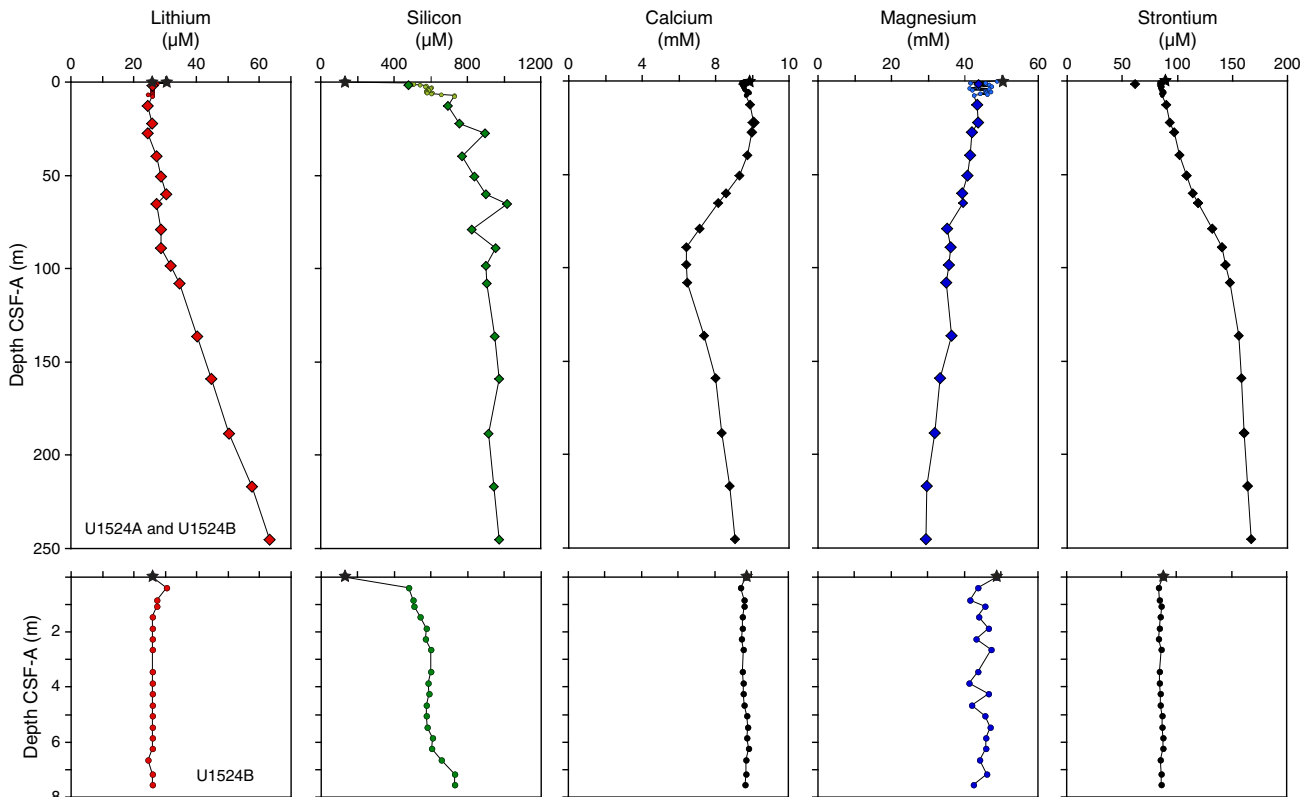 Lithium
(µM)
Silicon
(µM)
Calcium
(mM)
Magnesium
(mM)
Strontium
(µM)
0 20 40 60
0 400 800 1200
0 4 8 10
0 20 40 60
0 50 100 150 200
0
50
100
150
200
250
Depth CSF-A (m)
U1524A and U1524B
2
4
6
8
Depth CSF-A (m)
U1524B